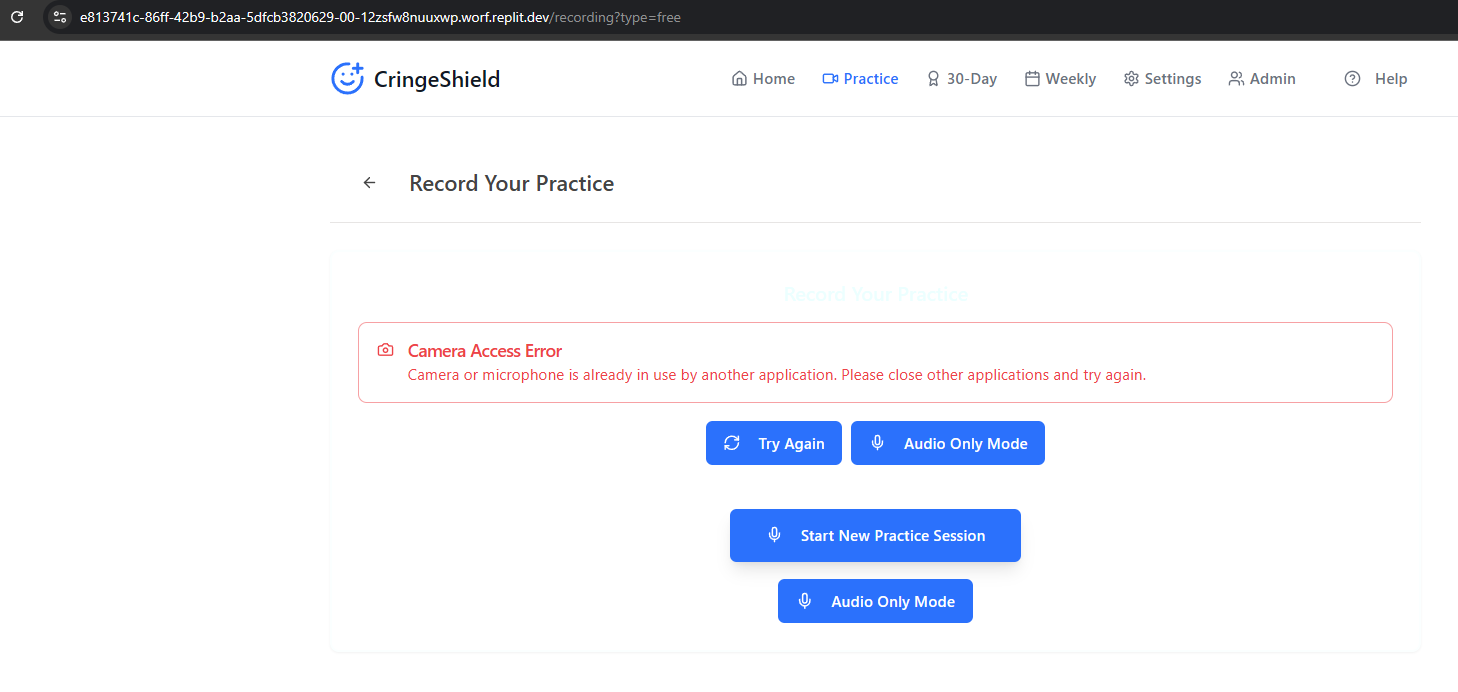 e813741c-86ff-42b9-b2aa-5dfcb3820629-00-12zsfw8nuuxwp.worf.replit.dev/recording?type=free
CringeShield
Home Practice 30-Day Weekly Settings Admin Help
Record Your Practice
Record Your Practice
Camera Access Error
Camera or microphone is already in use by another application. Please close other applications and try again.
Try Again Audio Only Mode
Start New Practice Session
Audio Only Mode